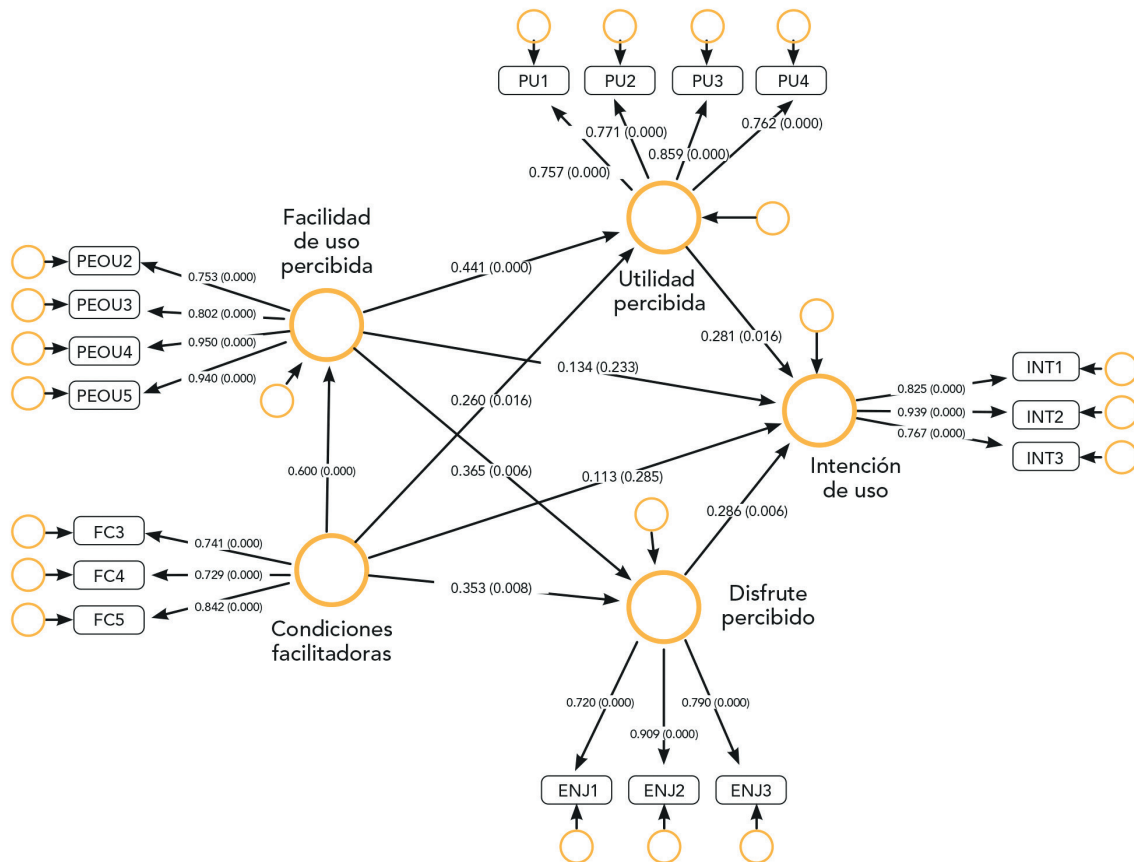 PU1
PU2
PU3
PU4
0.757 (0.000)
0.771 (0.000)
0.859 (0.000)
0.762 (0.000)
Facilidad
de uso
percibida
Utilidad
percibida
PEOU2
PEOU3
PEOU4
PEOU5
0.753 (0.000)
0.802 (0.000)
0.950 (0.000)
0.940 (0.000)
0.441 (0.000)
0.281 (0.016)
0.134 (0.233)
0.260 (0.016)
0.365 (0.006)
0.600 (0.000)
0.113 (0.285)
0.286 (0.006)
0.353 (0.008)
Intención
de uso
0.825 (0.000)
0.939 (0.000)
0.767 (0.000)
INT1
INT2
INT3
FC3
FC4
FC5
0.741 (0.000)
0.729 (0.000)
0.842 (0.000)
Condiciones
facilitadoras
Disfrute
percibido
0.720 (0.000)
0.909 (0.000)
0.790 (0.000)
ENJ1
ENJ2
ENJ3